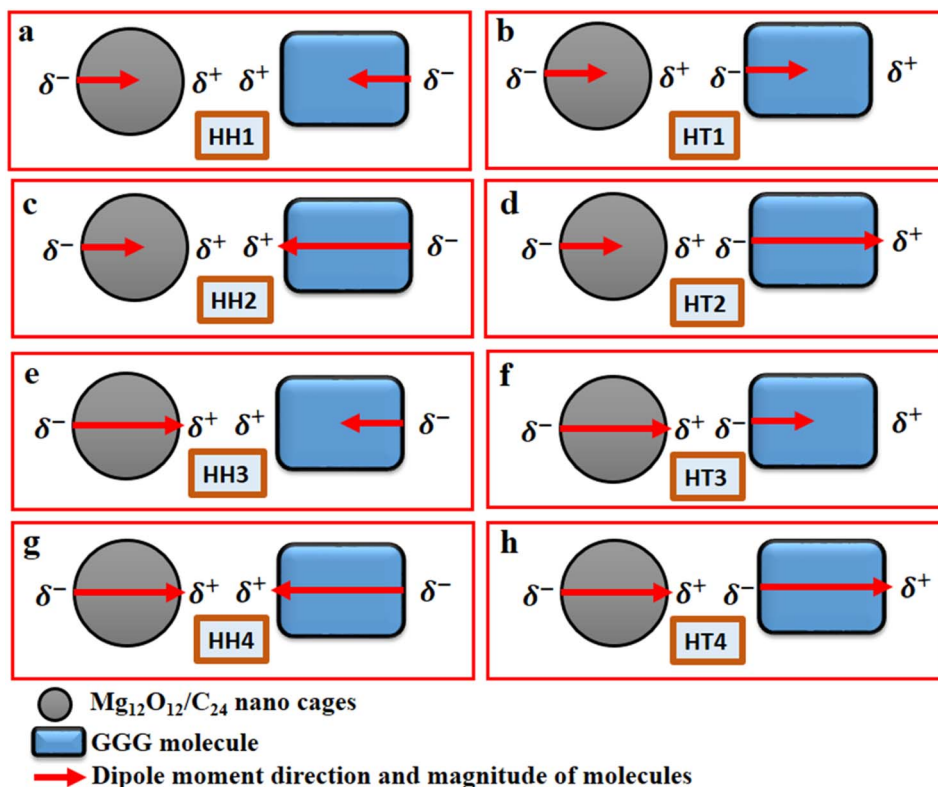 a
δ⁻ δ⁺ δ⁺ δ⁻
HH1
b
δ⁻ δ⁺ δ⁻ δ⁺
HT1
c
δ⁻ δ⁺ δ⁺ δ⁻
HH2
d
δ⁻ δ⁺ δ⁻ δ⁺
HT2
e
δ⁻ δ⁺ δ⁺ δ⁻
HH3
f
δ⁻ δ⁺ δ⁻ δ⁺
HT3
g
δ⁻ δ⁺ δ⁺ δ⁻
HH4
h
δ⁻ δ⁺ δ⁻ δ⁺
HT4
Mg₁₂O₁₂/C₂₄ nano cages
GGG molecule
Dipole moment direction and magnitude of molecules